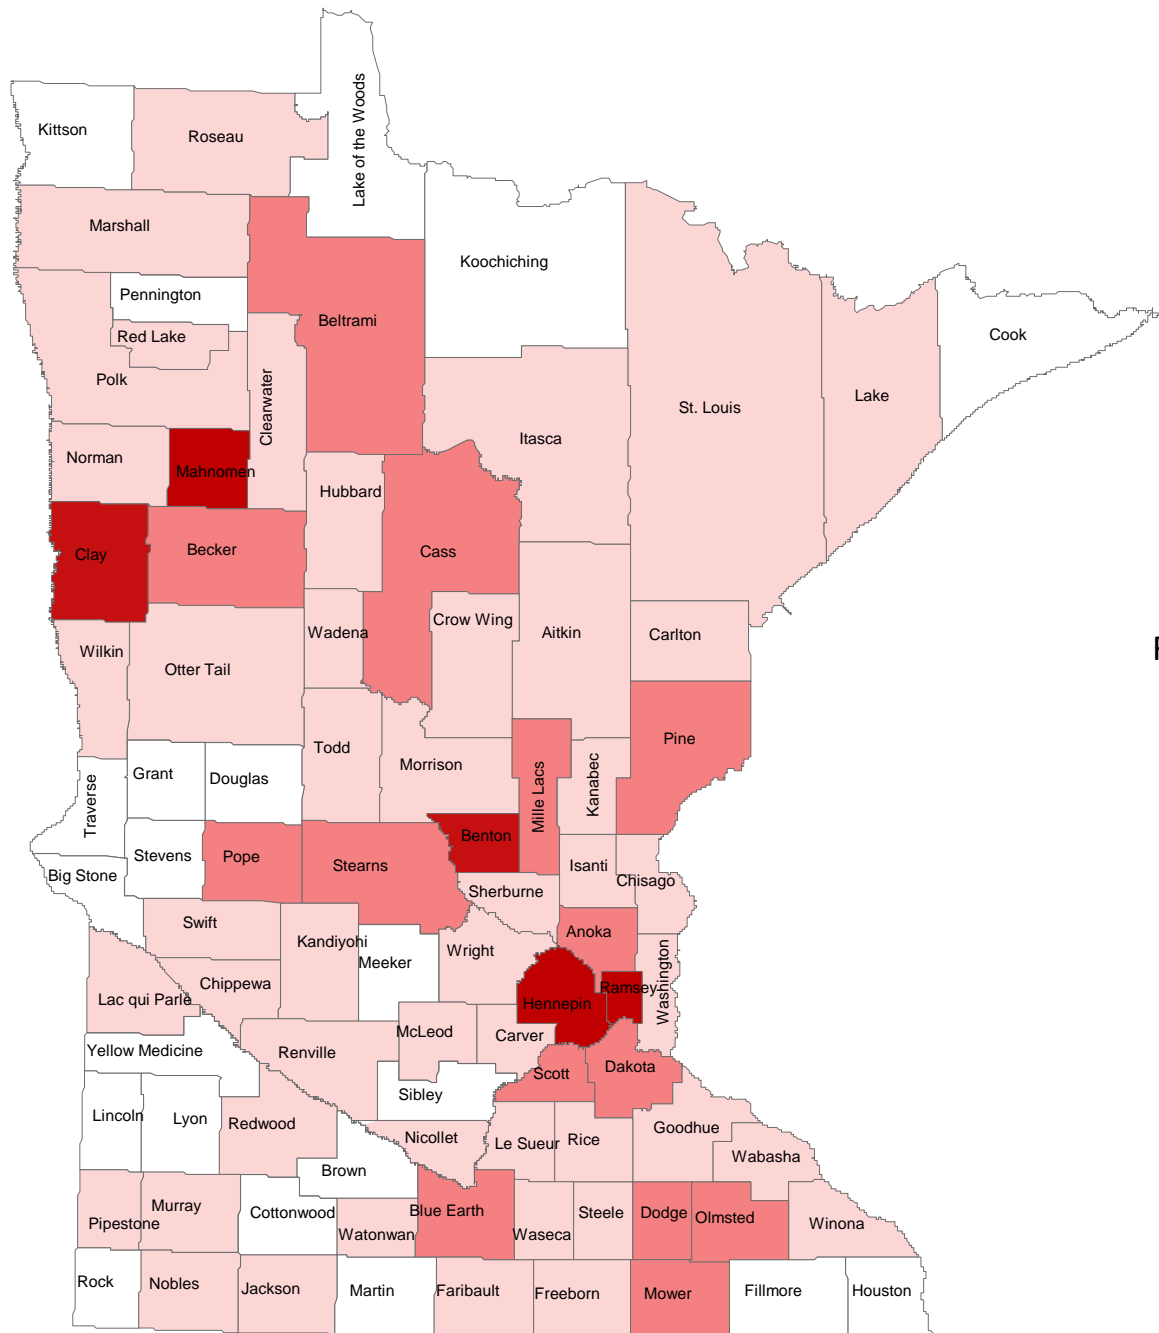 Kittson
Roseau
Lake of the Woods
Marshall
Koochiching
Pennington
Beltrami
Red Lake
Cook
Polk
Clearwater
St. Louis
Lake
Itasca
Norman
Mahnomen
Hubbard
Clay
Becker
Cass
Wadena
Crow Wing
Aitkin
Carlton
Wilkin
Otter Tail
F
Todd
Morrison
Pine
Grant
Douglas
Traverse
Mille Lacs
Kanabec
Benton
Stevens
Pope
Stearns
Isanti
Big Stone
Chisago
Sherburne
Swift
Anoka
Kandiyohi
Wright
Meeker
Washington
Chippewa
Ramsey
Lac qui Parle
Hennepin
McLeod
Carver
Yellow Medicine
Renville
Dakota
Scott
Sibley
Lincoln
Lyon
Redwood
Nicollet
Le Sueur
Rice
Goodhue
Wabasha
Brown
Murray
Pipestone
Cottonwood
Blue Earth
Steele
Dodge
Olmsted
Winona
Watonwan
Waseca
Rock
Nobles
Jackson
Martin
Faribault
Freeborn
Mower
Fillmore
Houston